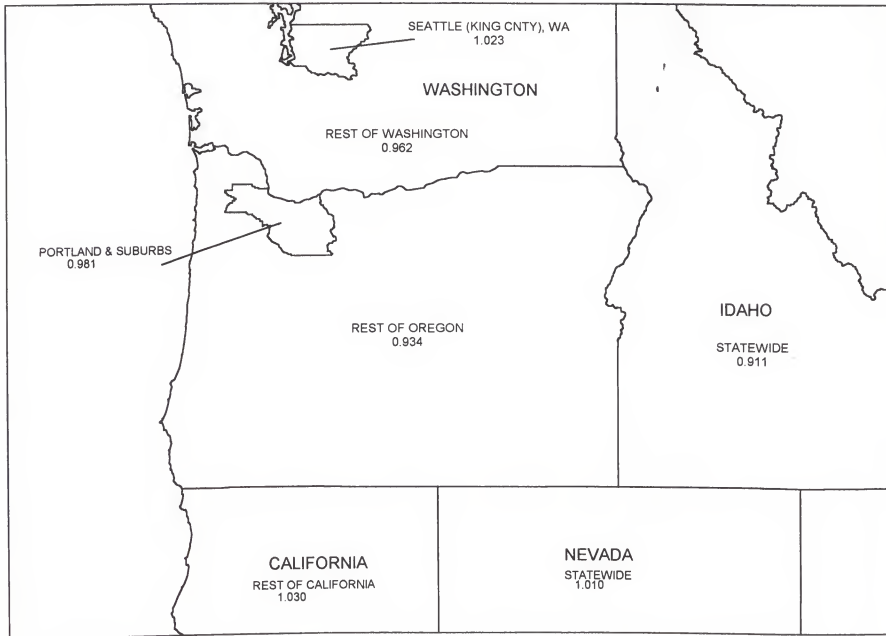 SEATTLE (KING CNTY), WA
1.023
WASHINGTON
REST OF WASHINGTON
0.962
PORTLAND & SUBURBS
0.981
REST OF OREGON
0.934
IDAHO
STATEWIDE
0.911
CALIFORNIA
REST OF CALIFORNIA
1.030
NEVADA
STATEWIDE
1.010